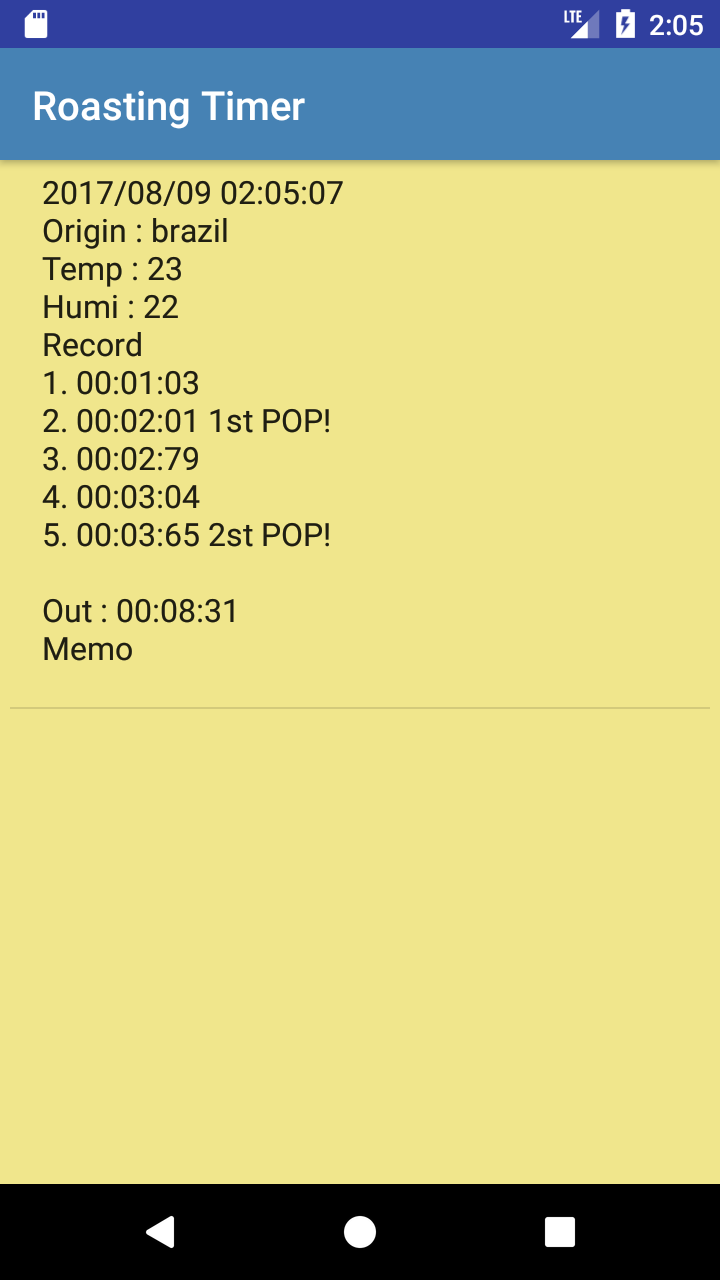 LTE 2:05
Roasting Timer
2017/08/09 02:05:07
Origin : brazil
Temp : 23
Humi : 22
Record
1. 00:01:03
2. 00:02:01 1st POP!
3. 00:02:79
4. 00:03:04
5. 00:03:65 2st POP!
Out : 00:08:31
Memo